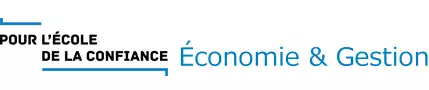 POUR L'ÉCOLE
DE LA CONFIANCE
Économie & Gestion